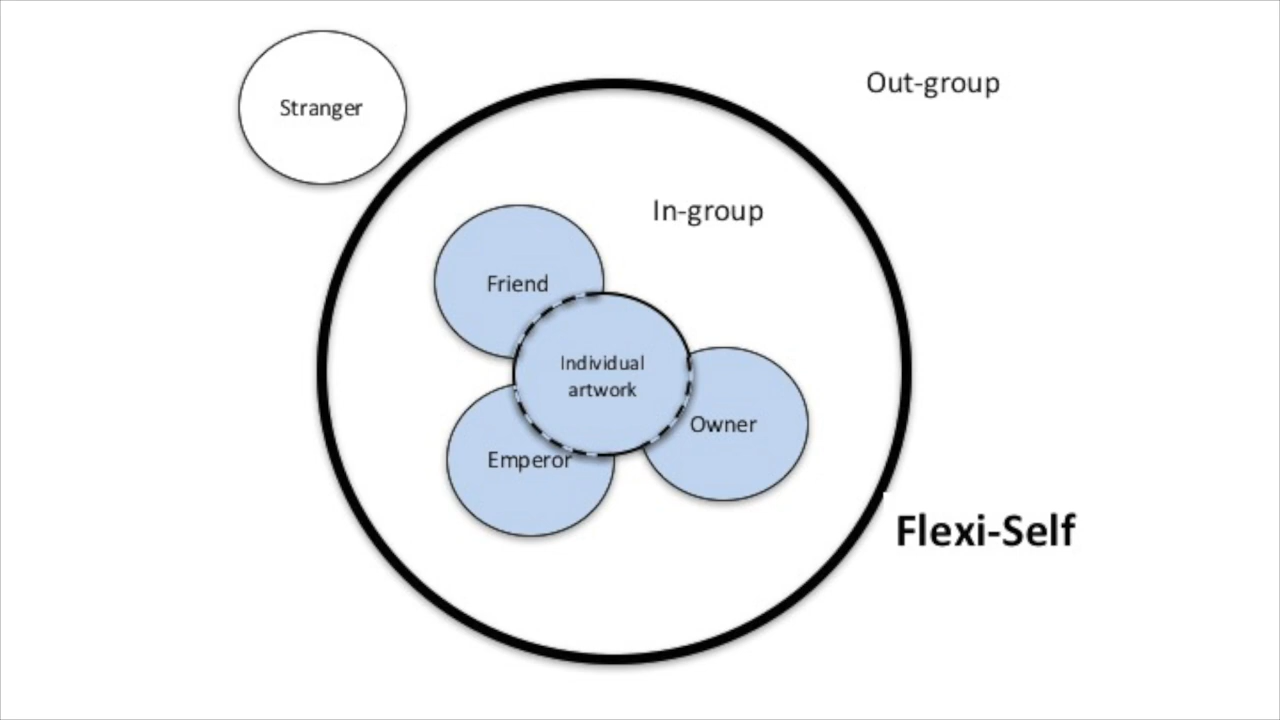 Out-group
Stranger
In-group
Friend
Individual
artwork
Owner
Emperor
Flexi-Self